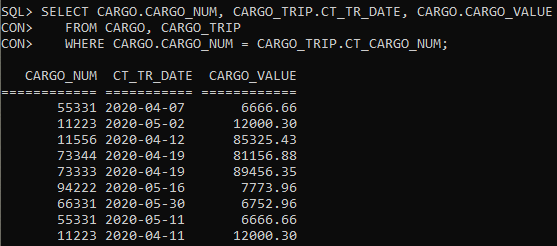 SQL> SELECT CARGO.CARGO_NUM, CARGO_TRIP.CT_TR_DATE, CARGO.CARGO_VALUE
CON>    FROM CARGO, CARGO_TRIP
CON>    WHERE CARGO.CARGO_NUM = CARGO_TRIP.CT_CARGO_NUM;

   CARGO_NUM  CT_TR_DATE  CARGO_VALUE
============ =========== ============
       55331 2020-04-07       6666.66
       11223 2020-05-02      12000.30
       11556 2020-04-12      85325.43
       73344 2020-04-19      81156.88
       73333 2020-04-19      89456.35
       94222 2020-05-16       7773.96
       66331 2020-05-30       6752.96
       55331 2020-05-11       6666.66
       11223 2020-04-11      12000.30